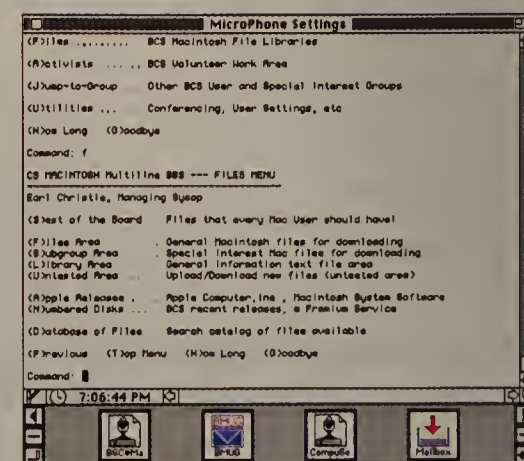 MicroPhone Settings
(F)iles ......... BCS Macintosh File Libraries
(A)ctivists ... .. BCS Volunteer Work Area
(J)ump-to-Group Other BCS User and Special Interest Groups
(U)tilities ... Conferencing, User Settings, etc
(H)ow Long (G)oodbye
Command: f
CS MACINTOSH Multiline BBS --- FILES MENU
Earl Christie, Managing Sysop
(B)est of the Board Files that every Mac User should have!
(F)iles Area . General Macintosh files for downloading
(S)ubgroup Area . Special Interest Mac files for downloading
(L)ibrary Area General Information text file area
(U)ntested Area .. Upload/Download new files (untested area)
(A)pple Releases . Apple Computer, Inc , Macintosh System Software
(N)umbered Disks ... BCS recent releases, a Premium Service
(D)atabase of Files Search catalog of files available
(P)revious (T)op Menu (H)ow Long (G)oodbye
Command:
7:06:44 PM
BCS•Ma BMUG CompuSe Mailbox